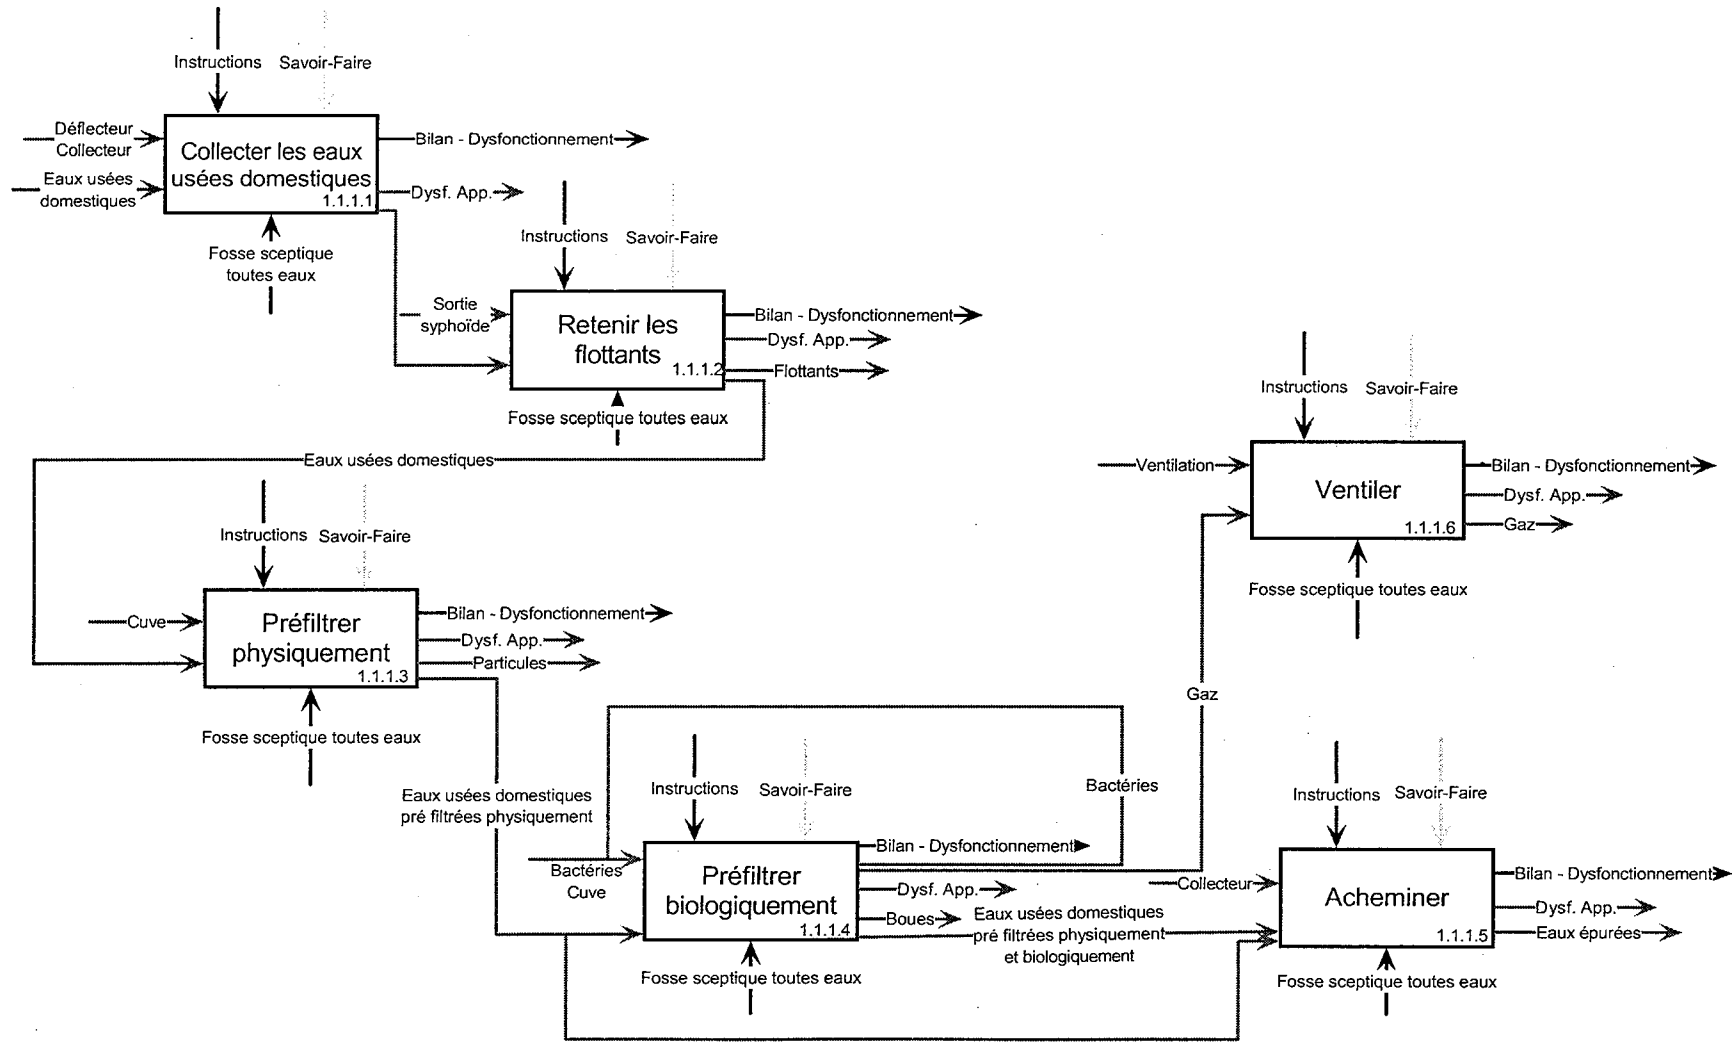 Instructions
Savoir-Faire
Déflecteur
Collecteur
Eaux usées
domestiques
Collecter les eaux
usées domestiques
1.1.1.1
Bilan - Dysfonctionnement
Dysf. App.
Fosse sceptique
toutes eaux
Instructions
Savoir-Faire
Sortie
syphoïde
Retenir les
flottants
1.1.1.2
Bilan - Dysfonctionnement
Dysf. App.
Flottants
Fosse sceptique toutes eaux
Eaux usées domestiques
Instructions
Savoir-Faire
Cuve
Préfiltrer
physiquement
1.1.1.3
Bilan - Dysfonctionnement
Dysf. App.
Particules
Fosse sceptique toutes eaux
Eaux usées domestiques
pré filtrées physiquement
Instructions
Savoir-Faire
Bactéries
Bactéries
Cuve
Préfiltrer
biologiquement
1.1.1.4
Bilan - Dysfonctionnement
Dysf. App.
Boues
Eaux usées domestiques
pré filtrées physiquement
et biologiquement
Fosse sceptique toutes eaux
Instructions
Savoir-Faire
Ventilation
Ventiler
1.1.1.6
Bilan - Dysfonctionnement
Dysf. App.
Gaz
Fosse sceptique toutes eaux
Gaz
Instructions
Savoir-Faire
Collecteur
Acheminer
1.1.1.5
Bilan - Dysfonctionnement
Dysf. App.
Eaux épurées
Fosse sceptique toutes eaux